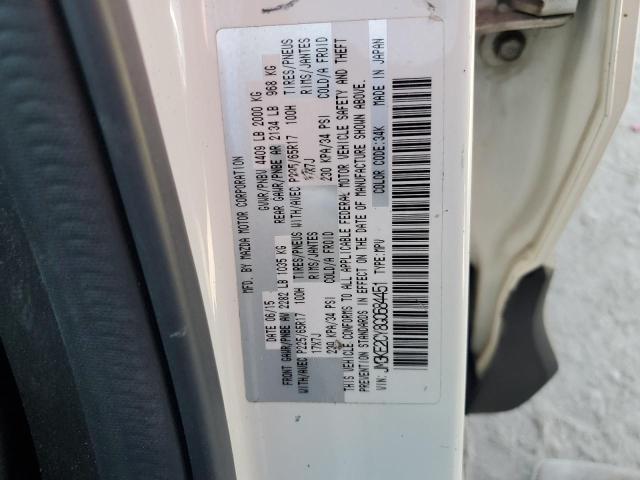 MFD. BY MAZDA MOTOR CORPORATION
DATE 06/15 GVWR/PNBV 4409 LB 2000 KG
FRONT GAWR/PNBE AV 2282 LB 1035 KG REAR GAWR/PNBE AR 2134 LB 968 KG
WITH/AVEC P225/65R17 100H TIRES/PNEUS WITH/AVEC P225/65R17 100H TIRES/PNEUS
17X7J RIMS/JANTES 17X7J RIMS/JANTES
230 KPA/34 PSI COLD/A FROID 230 KPA/34 PSI COLD/A FROID
THIS VEHICLE CONFORMS TO ALL APPLICABLE FEDERAL MOTOR VEHICLE SAFETY AND THEFT
PREVENTION STANDARDS IN EFFECT ON THE DATE OF MANUFACTURE SHOWN ABOVE.
VIN: JM3KE2CY8G0684451 TYPE:MPV COLOR CODE:34K MADE IN JAPAN